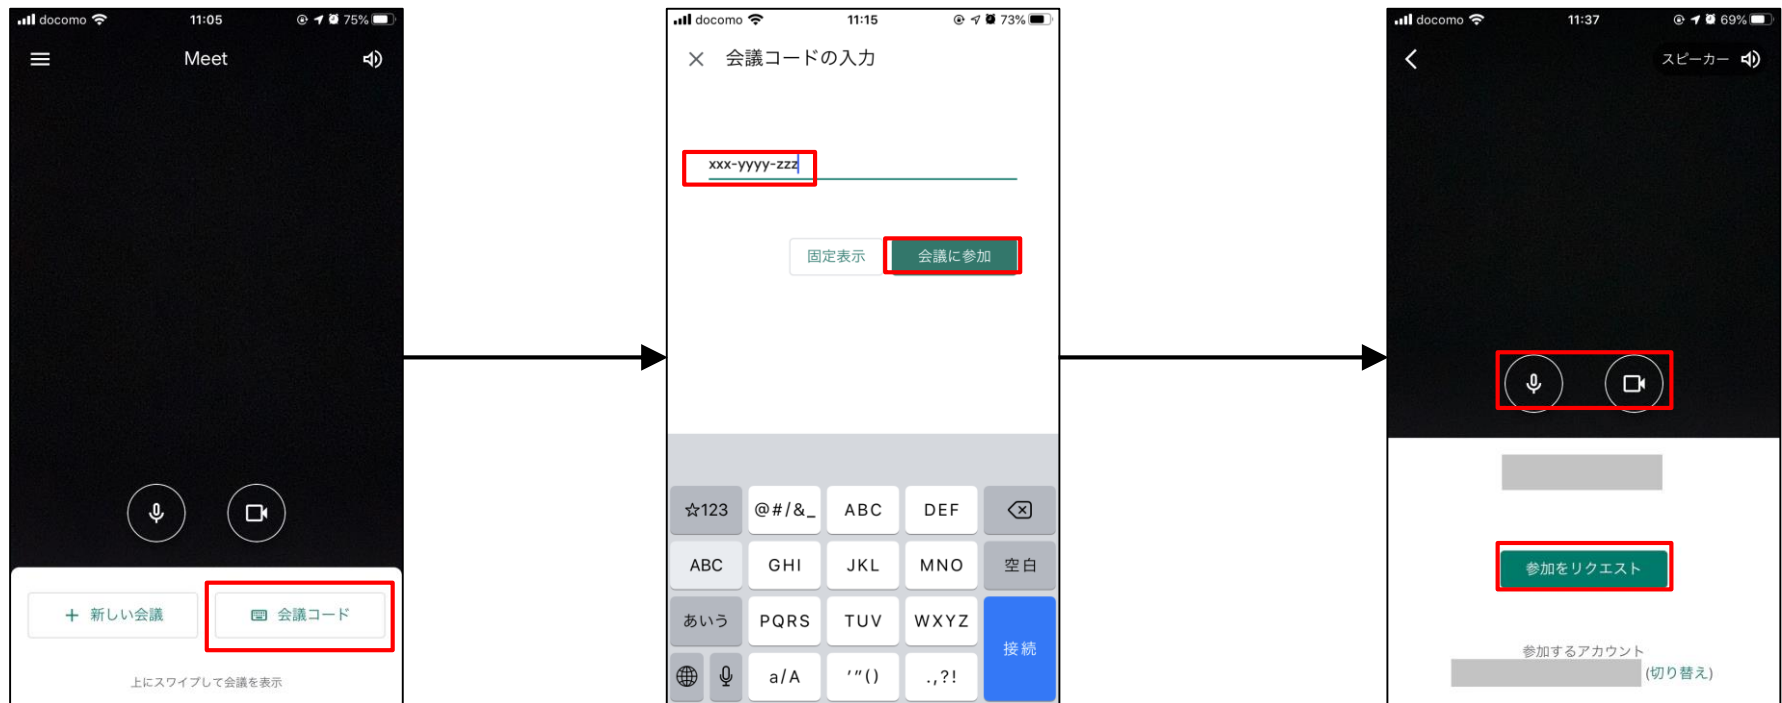 docomo 11:05 75%
Meet
+ 新しい会議
会議コード
上にスワイプして会議を表示
docomo 11:15 73%
× 会議コードの入力
xxx-yyyy-zzz
固定表示
会議に参加
☆123 @#/&_ ABC DEF
ABC GHI JKL MNO 空白
あいう PQRS TUV WXYZ
接続
a/A '"() .,?!
docomo 11:37 69%
スピーカー
参加をリクエスト
参加するアカウント
(切り替え)